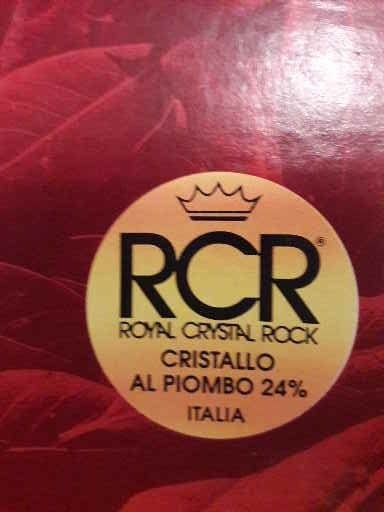 RCR®
ROYAL CRYSTAL ROCK
CRISTALLO
AL PIOMBO 24%
ITALIA